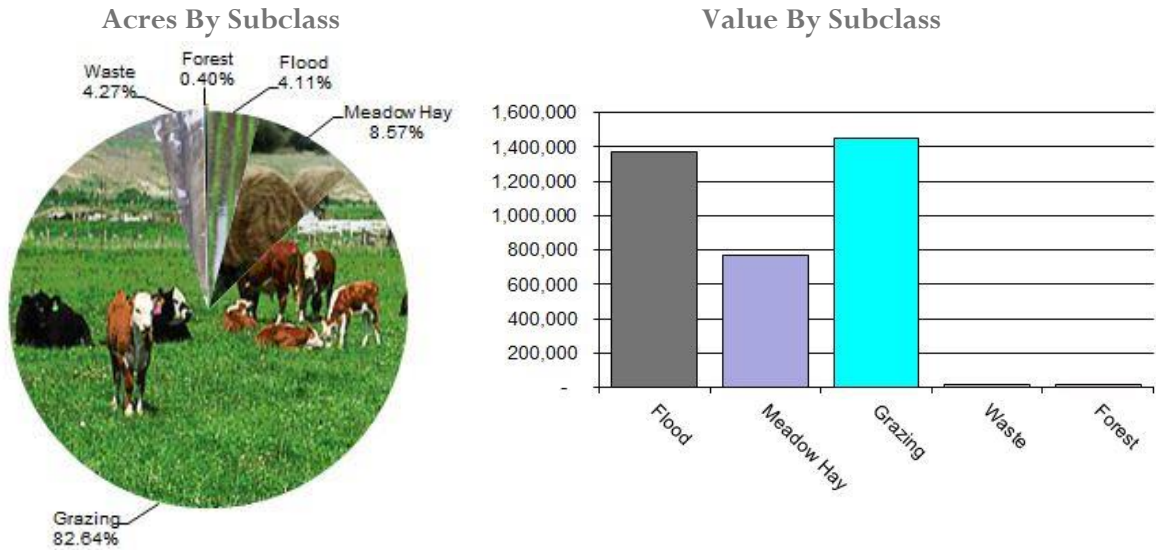 Acres By Subclass
Waste
4.27%
Forest
0.40%
Flood
4.11%
Meadow Hay
8.57%
Grazing
82.64%
Value By Subclass
1,600,000
1,400,000
1,200,000
1,000,000
800,000
600,000
400,000
200,000
-
Flood
Meadow Hay
Grazing
Waste
Forest